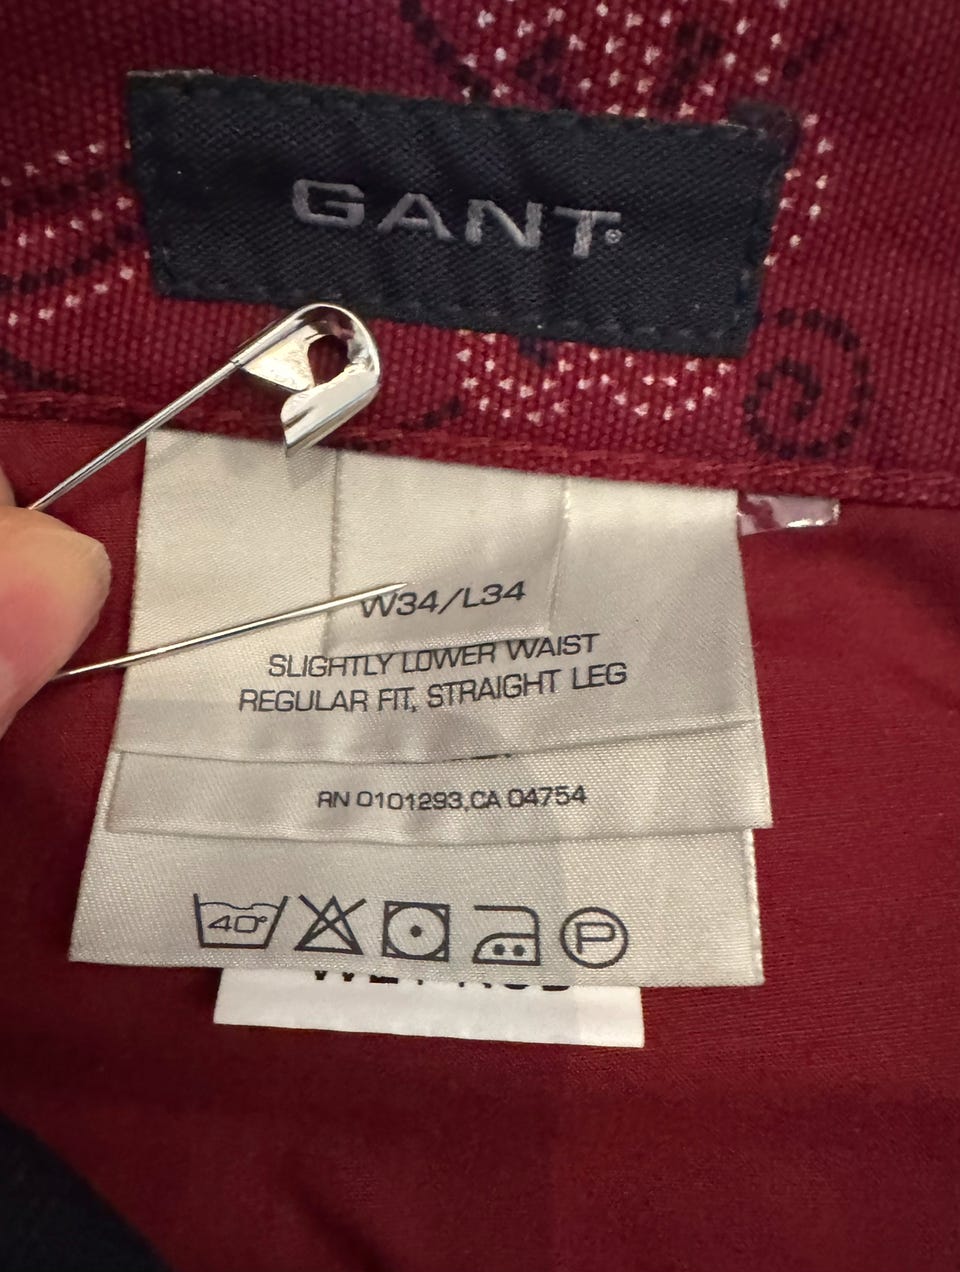 GANT®
W34/L34
SLIGHTLY LOWER WAIST
REGULAR FIT, STRAIGHT LEG
RN 0101293,CA 04754
40°
P